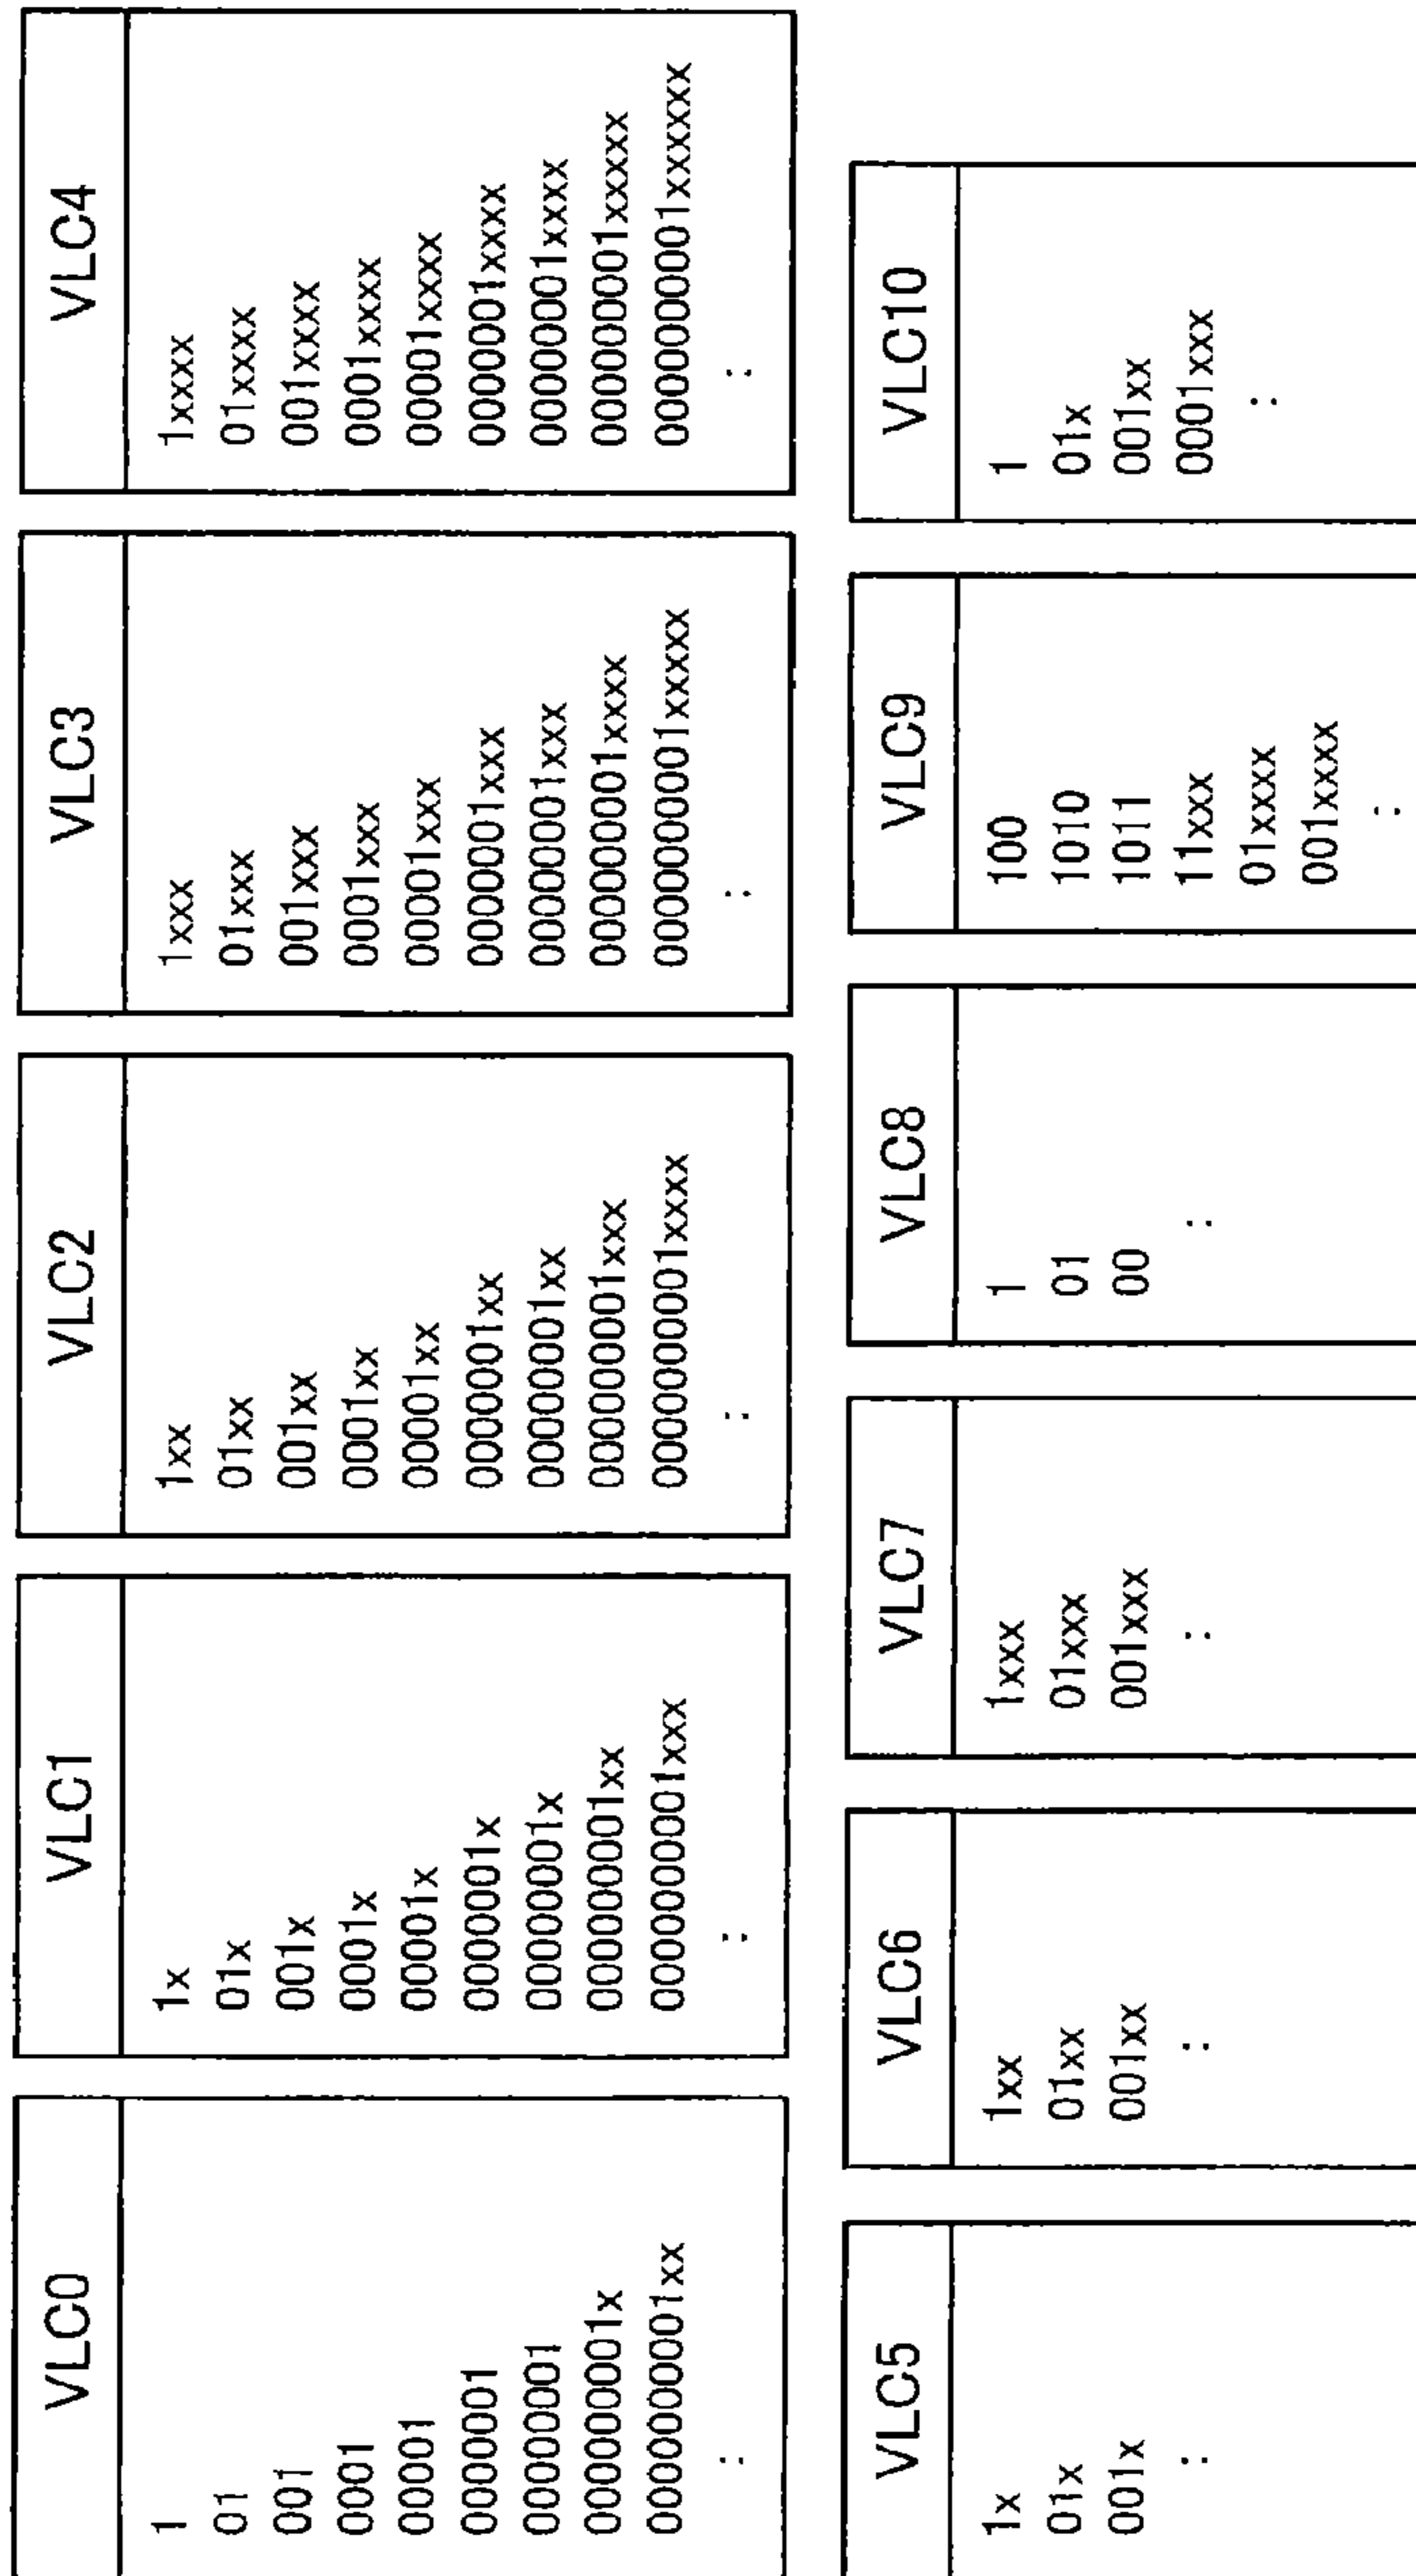 VLC0
1
01
001
0001
00001
0000001
00000001
000000001x
0000000001xx
:
VLC1
1x
01x
001x
0001x
00001x
0000001x
00000001x
000000001xx
0000000001xxx
:
VLC2
1xx
01xx
001xx
0001xx
00001xx
0000001xx
00000001xx
000000001xxx
0000000001xxxx
:
VLC3
1xxx
01xxx
001xxx
0001xxx
00001xxx
0000001xxx
00000001xxx
000000001xxxx
0000000001xxxxx
:
VLC4
1xxxx
01xxxx
001xxxx
0001xxxx
00001xxxx
0000001xxxx
00000001xxxx
000000001xxxxx
0000000001xxxxxx
:
VLC5
1x
01x
001x
:
VLC6
1xx
01xx
001xx
:
VLC7
1xxx
01xxx
001xxx
:
VLC8
1
01
00
:
VLC9
100
1010
1011
11xxx
01xxxx
001xxxx
:
VLC10
1
01x
001xx
0001xxx
: